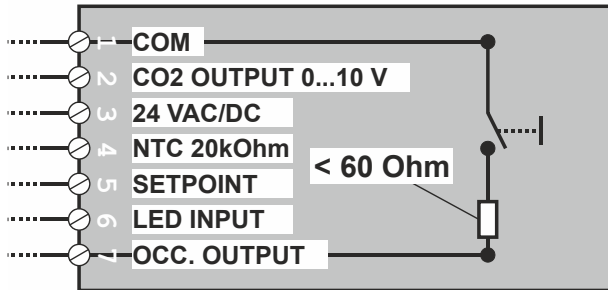 1 COM
2 CO2 OUTPUT 0...10 V
3 24 VAC/DC
4 NTC 20kOhm
< 60 Ohm
5 SETPOINT
6 LED INPUT
7 OCC. OUTPUT